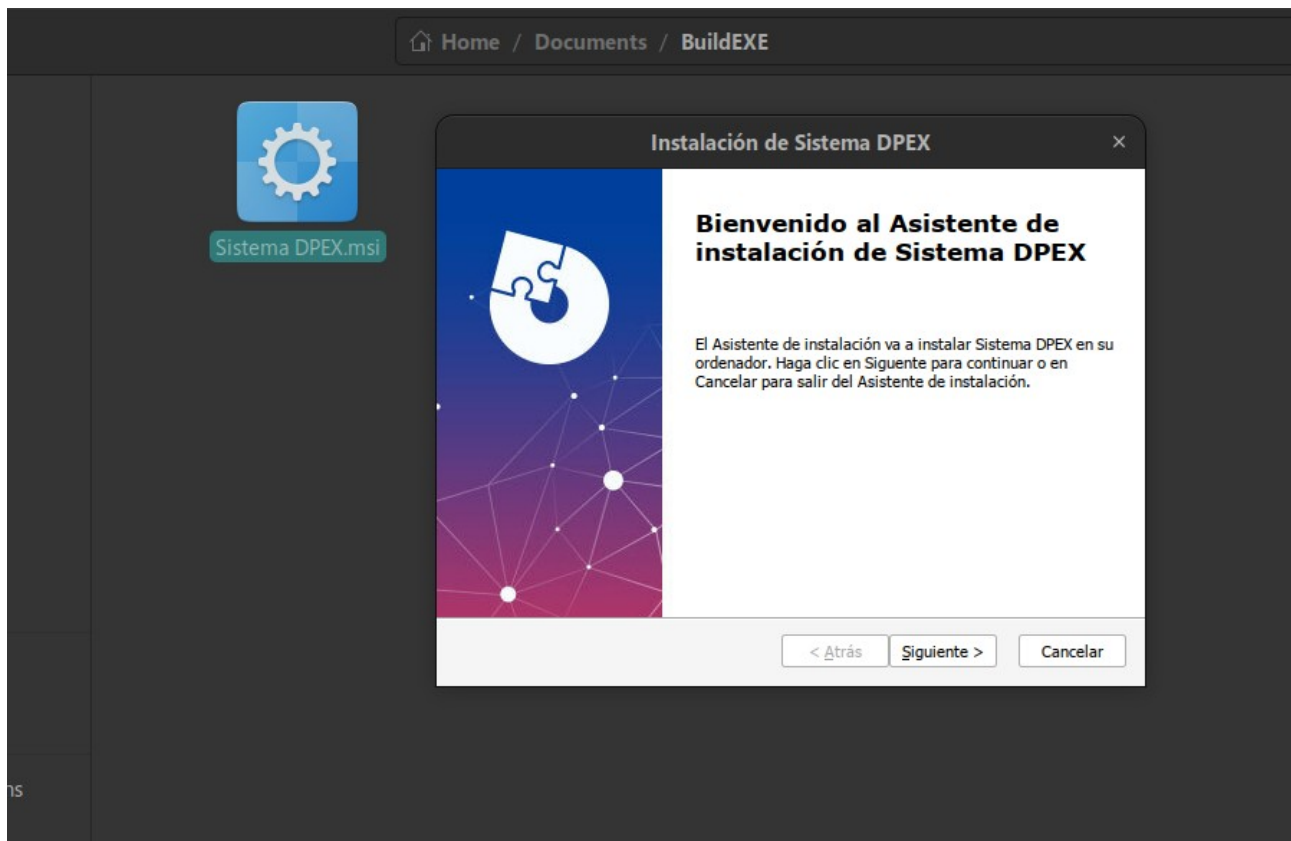 Home / Documents / BuildEXE
Sistema DPEX.msi
Instalación de Sistema DPEX
×
Bienvenido al Asistente de
instalación de Sistema DPEX
El Asistente de instalación va a instalar Sistema DPEX en su
ordenador. Haga clic en Siguente para continuar o en
Cancelar para salir del Asistente de instalación.
< Atrás
Siguiente >
Cancelar
ns